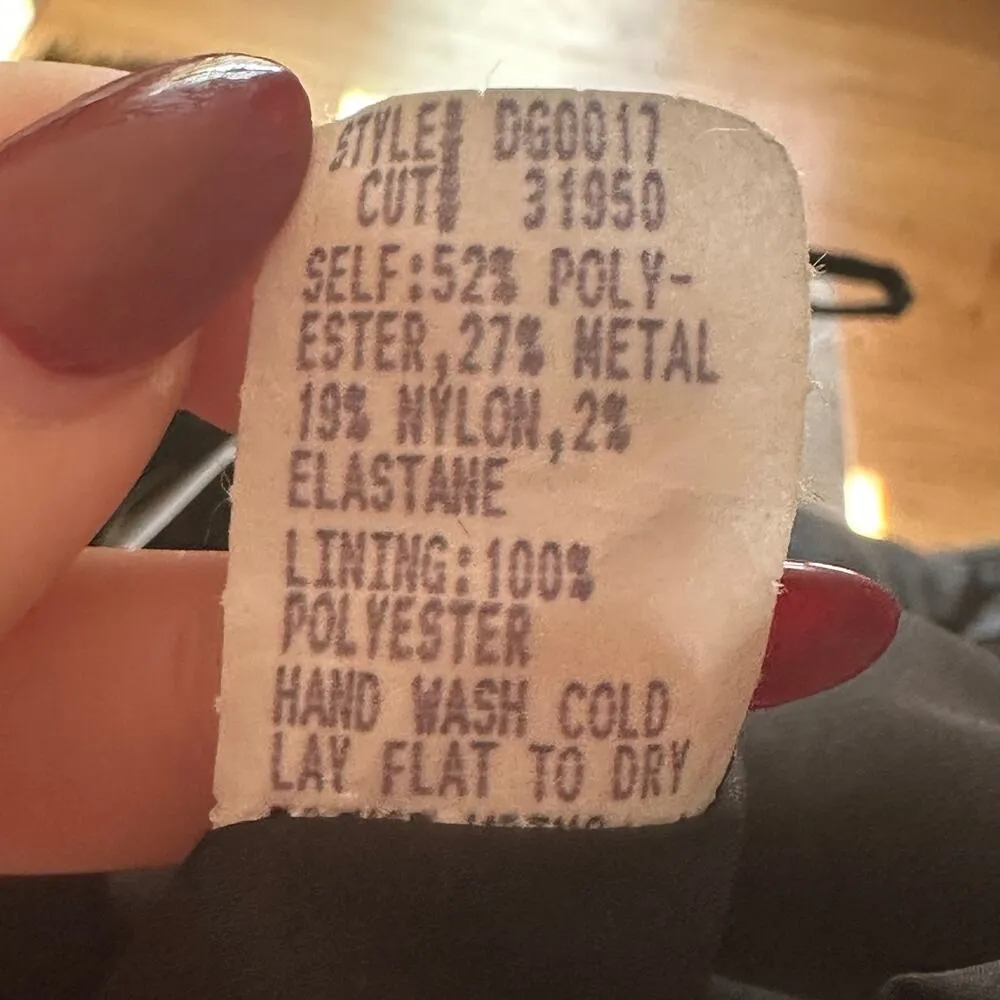 STYLE# DG0017
CUT# 31950
SELF:52% POLY-
ESTER,27% METAL
19% NYLON,2%
ELASTANE
LINING:100%
POLYESTER
HAND WASH COLD
LAY FLAT TO DRY